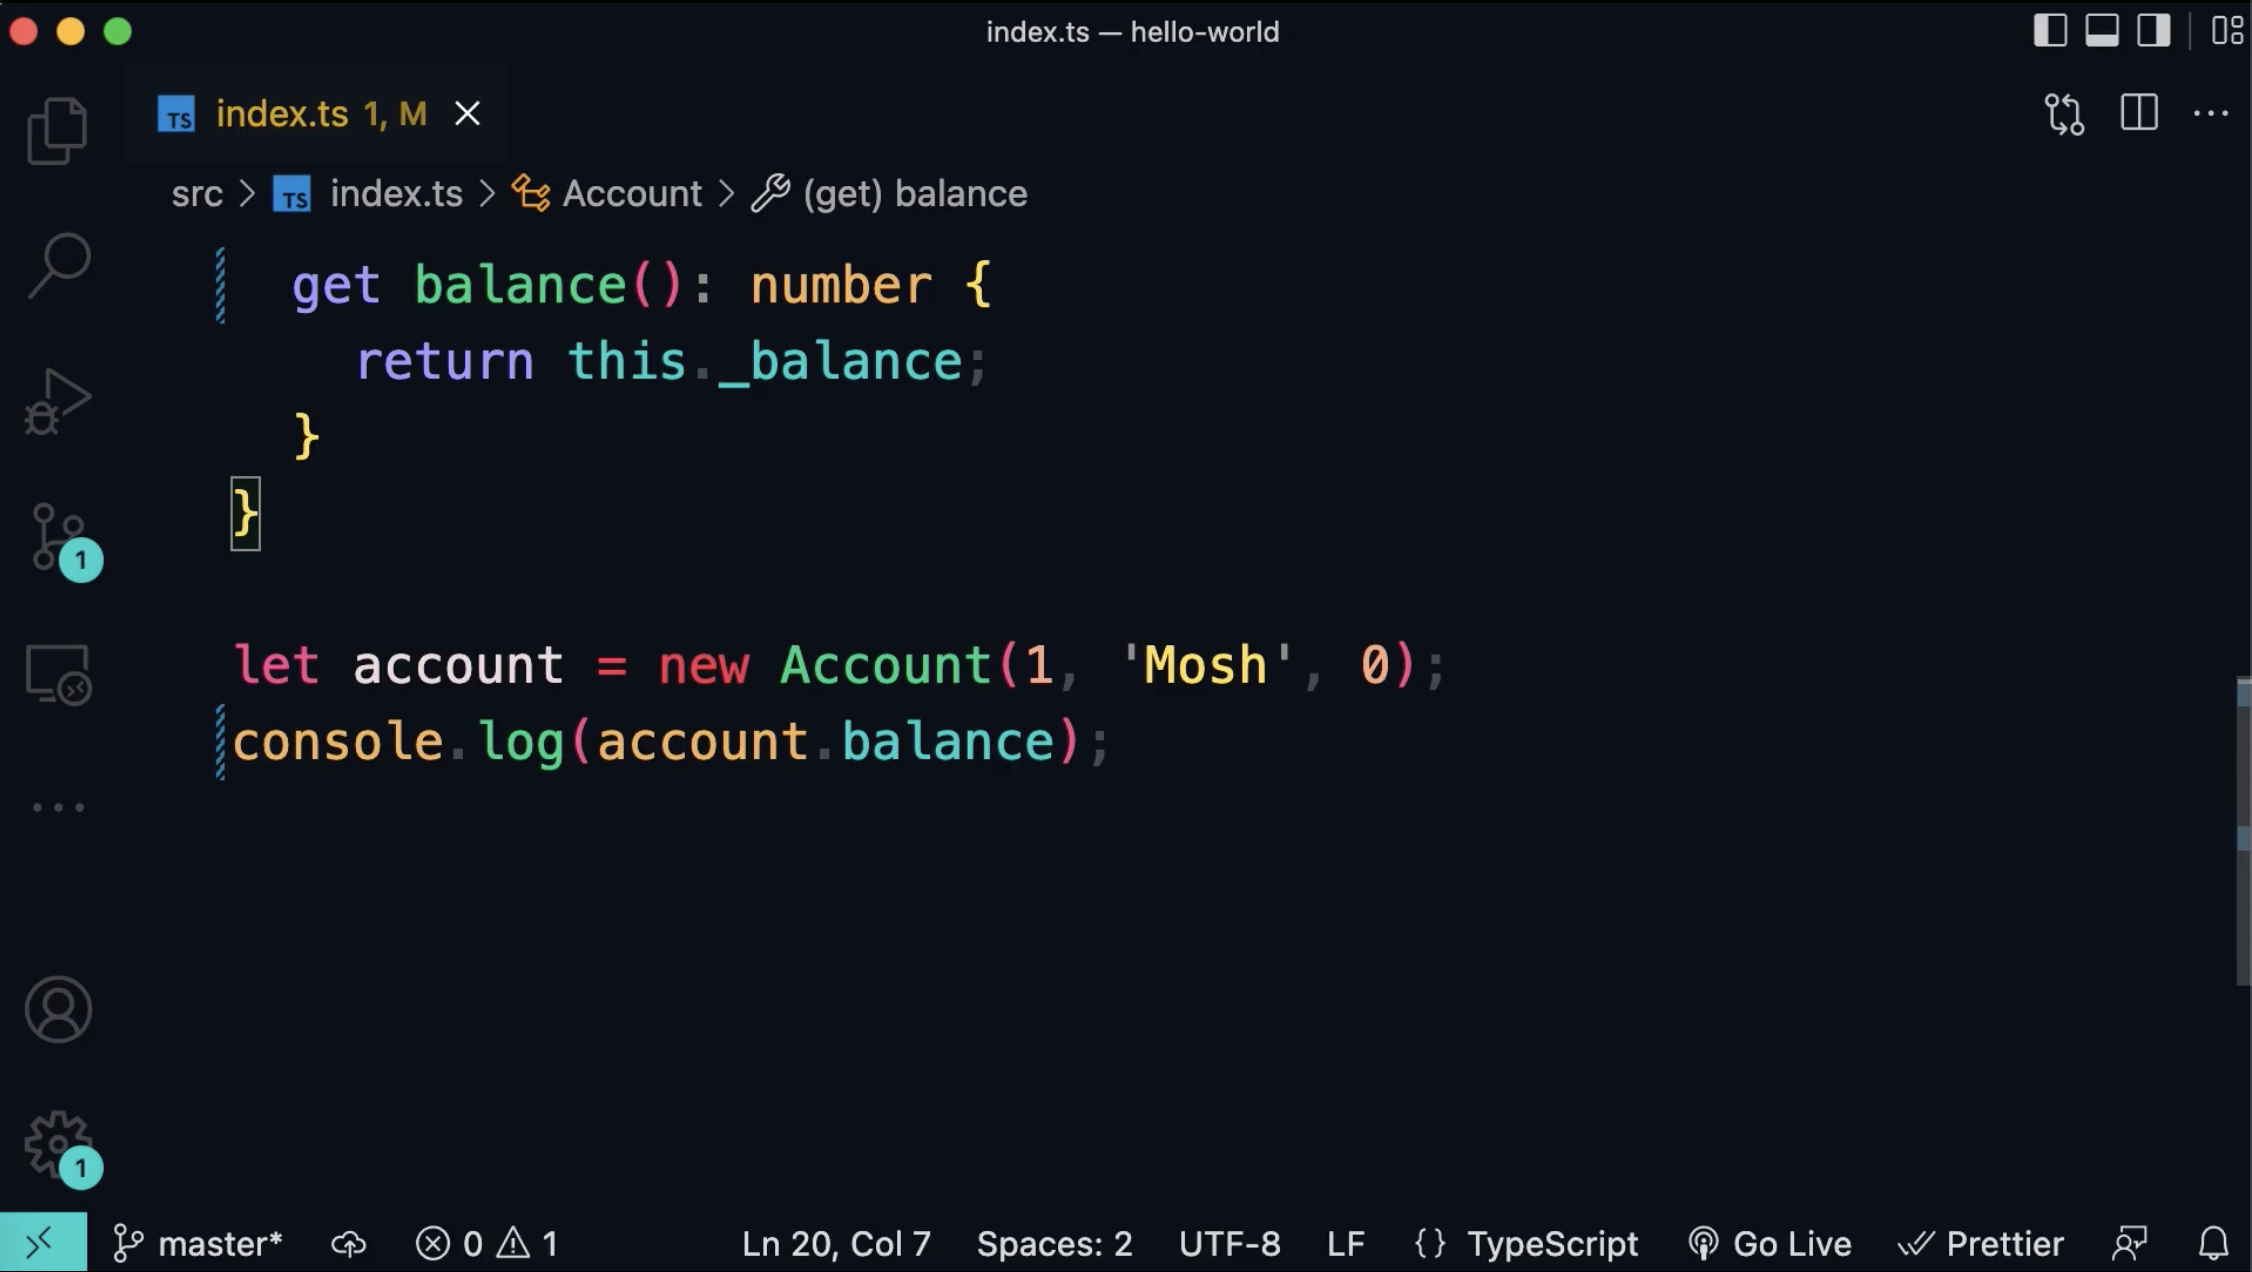 index.ts — hello-world
TS index.ts 1, M
src > TS index.ts > Account > (get) balance
get balance(): number {
return this._balance;
}
}
let account = new Account(1, 'Mosh', 0);
console.log(account.balance);
1
1
master* 0 1 Ln 20, Col 7 Spaces: 2 UTF-8 LF {} TypeScript Go Live Prettier